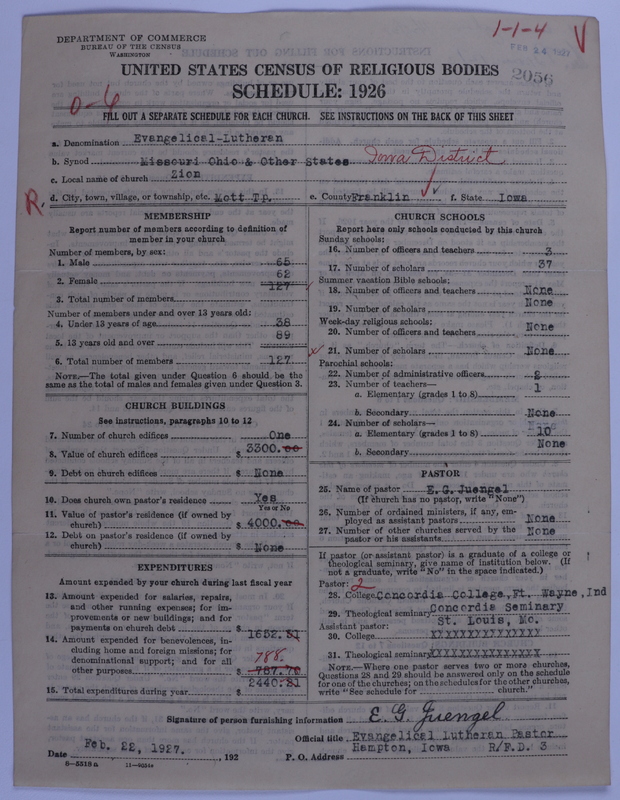 DEPARTMENT OF COMMERCE
BUREAU OF THE CENSUS
WASHINGTON
1-1-4 V
FEB 24 1927
2056
UNITED STATES CENSUS OF RELIGIOUS BODIES
SCHEDULE: 1926
0-6
FILL OUT A SEPARATE SCHEDULE FOR EACH CHURCH. SEE INSTRUCTIONS ON THE BACK OF THIS SHEET
a. Denomination Evangelical-Lutheran
b. Synod Missouri Ohio & Other States Iowa District
c. Local name of church Zion
R, d. City, town, village, or township, etc. Mott Tp. e. County Franklin f. State Iowa
MEMBERSHIP
Report number of members according to definition of
member in your church
Number of members, by sex:
1. Male 65
2. Female 62
3. Total number of members 127
Number of members under and over 13 years old:
4. Under 13 years of age 38
5. 13 years old and over 89
6. Total number of members 127
NOTE.—The total given under Question 6 should be the
same as the total of males and females given under Question 3.
CHURCH BUILDINGS
See instructions, paragraphs 10 to 12
7. Number of church edifices One
8. Value of church edifices $ 3300.00
9. Debt on church edifices $ None
10. Does church own pastor's residence Yes
Yes or No
11. Value of pastor's residence (if owned by
church) $ 4000.00
12. Debt on pastor's residence (if owned by
church) $ None
EXPENDITURES
Amount expended by your church during last fiscal year
13. Amount expended for salaries, repairs,
and other running expenses; for im-
provements or new buildings; and for
payments on church debt $ 1652.51
14. Amount expended for benevolences, in-
cluding home and foreign missions; for
denominational support; and for all
other purposes $ 787.70 788.
15. Total expenditures during year $ 2440.21
CHURCH SCHOOLS
Report here only schools conducted by this church
Sunday schools:
16. Number of officers and teachers 3
17. Number of scholars 37
Summer vacation Bible schools:
18. Number of officers and teachers None
19. Number of scholars None
Week-day religious schools:
20. Number of officers and teachers None
21. Number of scholars None
Parochial schools:
22. Number of administrative officers 2
23. Number of teachers—
a. Elementary (grades 1 to 8) 1
b. Secondary None
24. Number of scholars—
a. Elementary (grades 1 to 8) 10
b. Secondary None
PASTOR
25. Name of pastor E. G. Juengel
(If church has no pastor, write "None")
26. Number of ordained ministers, if any, em-
ployed as assistant pastors None
27. Number of other churches served by the
pastor or his assistants None
If pastor (or assistant pastor) is a graduate of a college or
theological seminary, give name of institution below. (If
not a graduate, write "No" in the space indicated.)
Pastor: 2
28. College Concordia College, Ft. Wayne, Ind
29. Theological seminary Concordia Seminary
St. Louis, Mo.
Assistant pastor:
30. College XXXXXXXXXXXXXXX
31. Theological seminary XXXXXXXXXXXXXXX
NOTE.—Where one pastor serves two or more churches,
Questions 28 and 29 should be answered only on the schedule
for one of the churches; on the schedules for the other churches,
write "See schedule for church."
Signature of person furnishing information E. G. Juengel
Official title Evangelical Lutheran Pastor
Date Feb. 22, 1927. , 192 P. O. Address Hampton, Iowa R/F.D. 3
8-5318 a